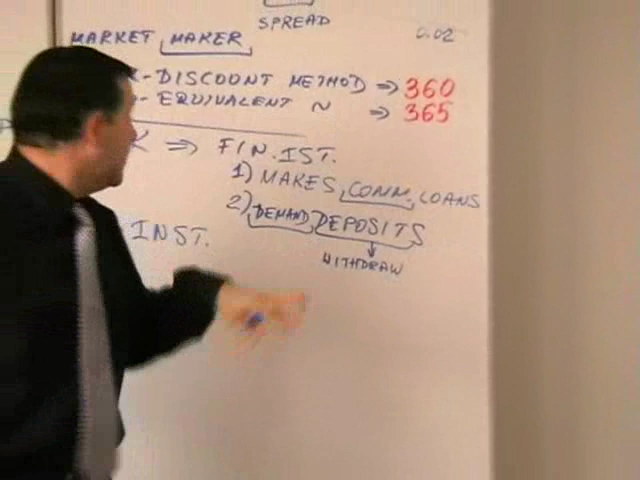 SPREAD
MARKET MAKER 0.02
K-DISCOUNT METHOD ⇒ 360
- EQUIVALENT ~ ⇒ 365
K ⇒ FIN. IST.
1) MAKES COMM. LOANS
2) DEMAND DEPOSITS
INST.
WITHDRAW